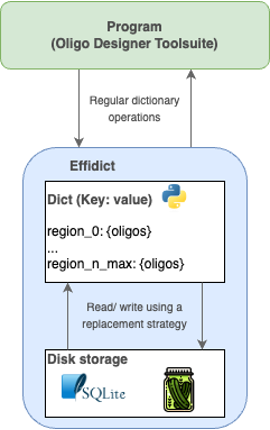 Program
(Oligo Designer Toolsuite)
Regular dictionary
operations
Effidict
Dict (Key: value)
region_0: {oligos}
...
region_n_max: {oligos}
Read/ write using a
replacement strategy
Disk storage
SQLite